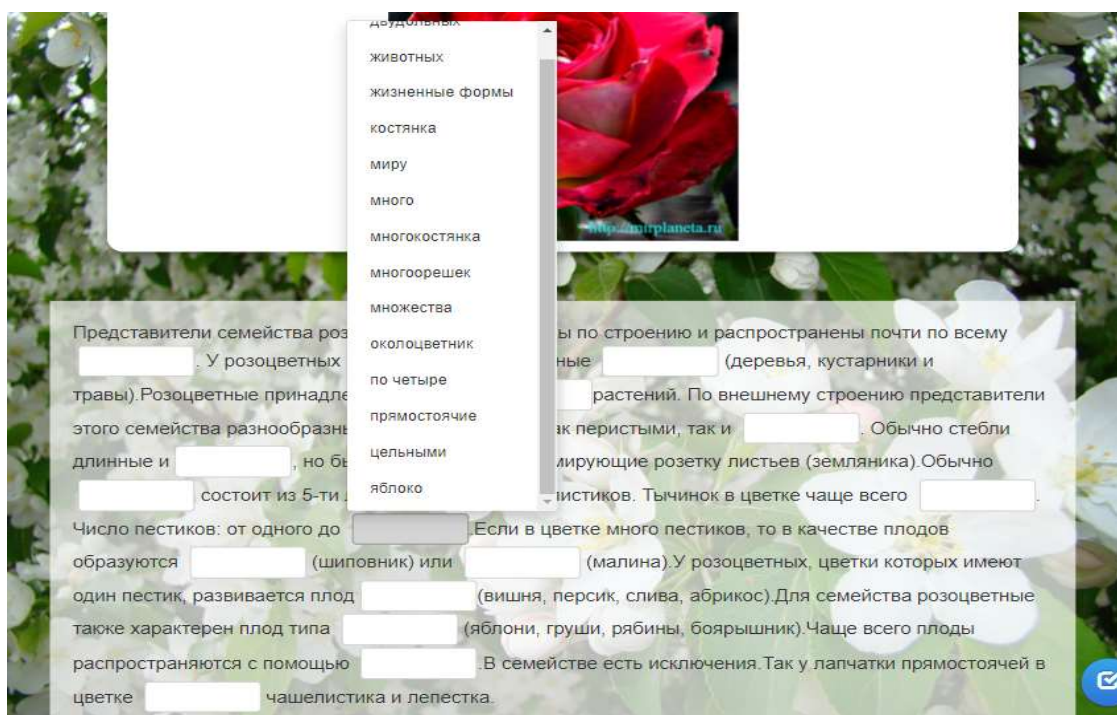 двудольных
животных
жизненные формы
костянка
миру
много
многокостянка
многоорешек
множества
околоцветник
по четыре
прямостоячие
цельными
яблоко
http://mirplaneta.ru
Представители семейства роз ы по строению и распространены почти по всему
. У розоцветных ные (деревья, кустарники и
травы).Розоцветные принадле растений. По внешнему строению представители
этого семейства разнообразны ак перистыми, так и . Обычно стебли
длинные и , но бы мирующие розетку листьев (земляника).Обычно
состоит из 5-ти л листиков. Тычинок в цветке чаще всего .
Число пестиков: от одного до .Если в цветке много пестиков, то в качестве плодов
образуются (шиповник) или (малина).У розоцветных, цветки которых имеют
один пестик, развивается плод (вишня, персик, слива, абрикос).Для семейства розоцветные
также характерен плод типа (яблони, груши, рябины, боярышник).Чаще всего плоды
распространяются с помощью .В семействе есть исключения.Так у лапчатки прямостоячей в
цветке чашелистика и лепестка.